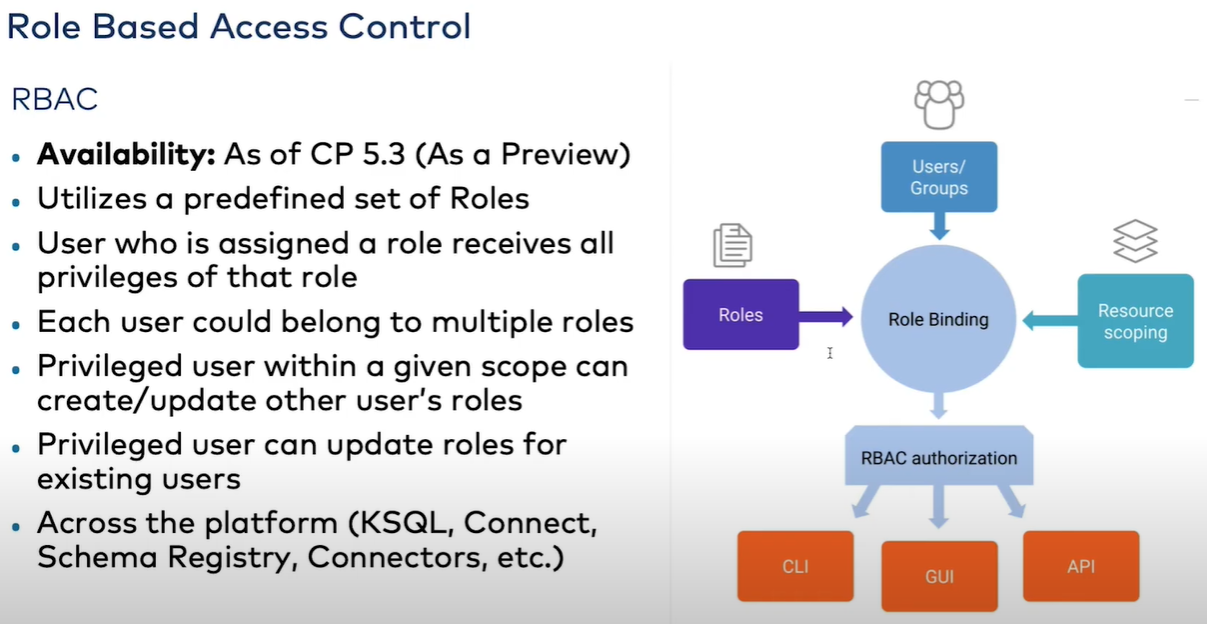 Role Based Access Control
RBAC
• Availability: As of CP 5.3 (As a Preview)
• Utilizes a predefined set of Roles
• User who is assigned a role receives all
privileges of that role
• Each user could belong to multiple roles
• Privileged user within a given scope can
create/update other user's roles
• Privileged user can update roles for
existing users
• Across the platform (KSQL, Connect,
Schema Registry, Connectors, etc.)
Users/
Groups
Roles
Role Binding
Resource
scoping
RBAC authorization
CLI
GUI
API